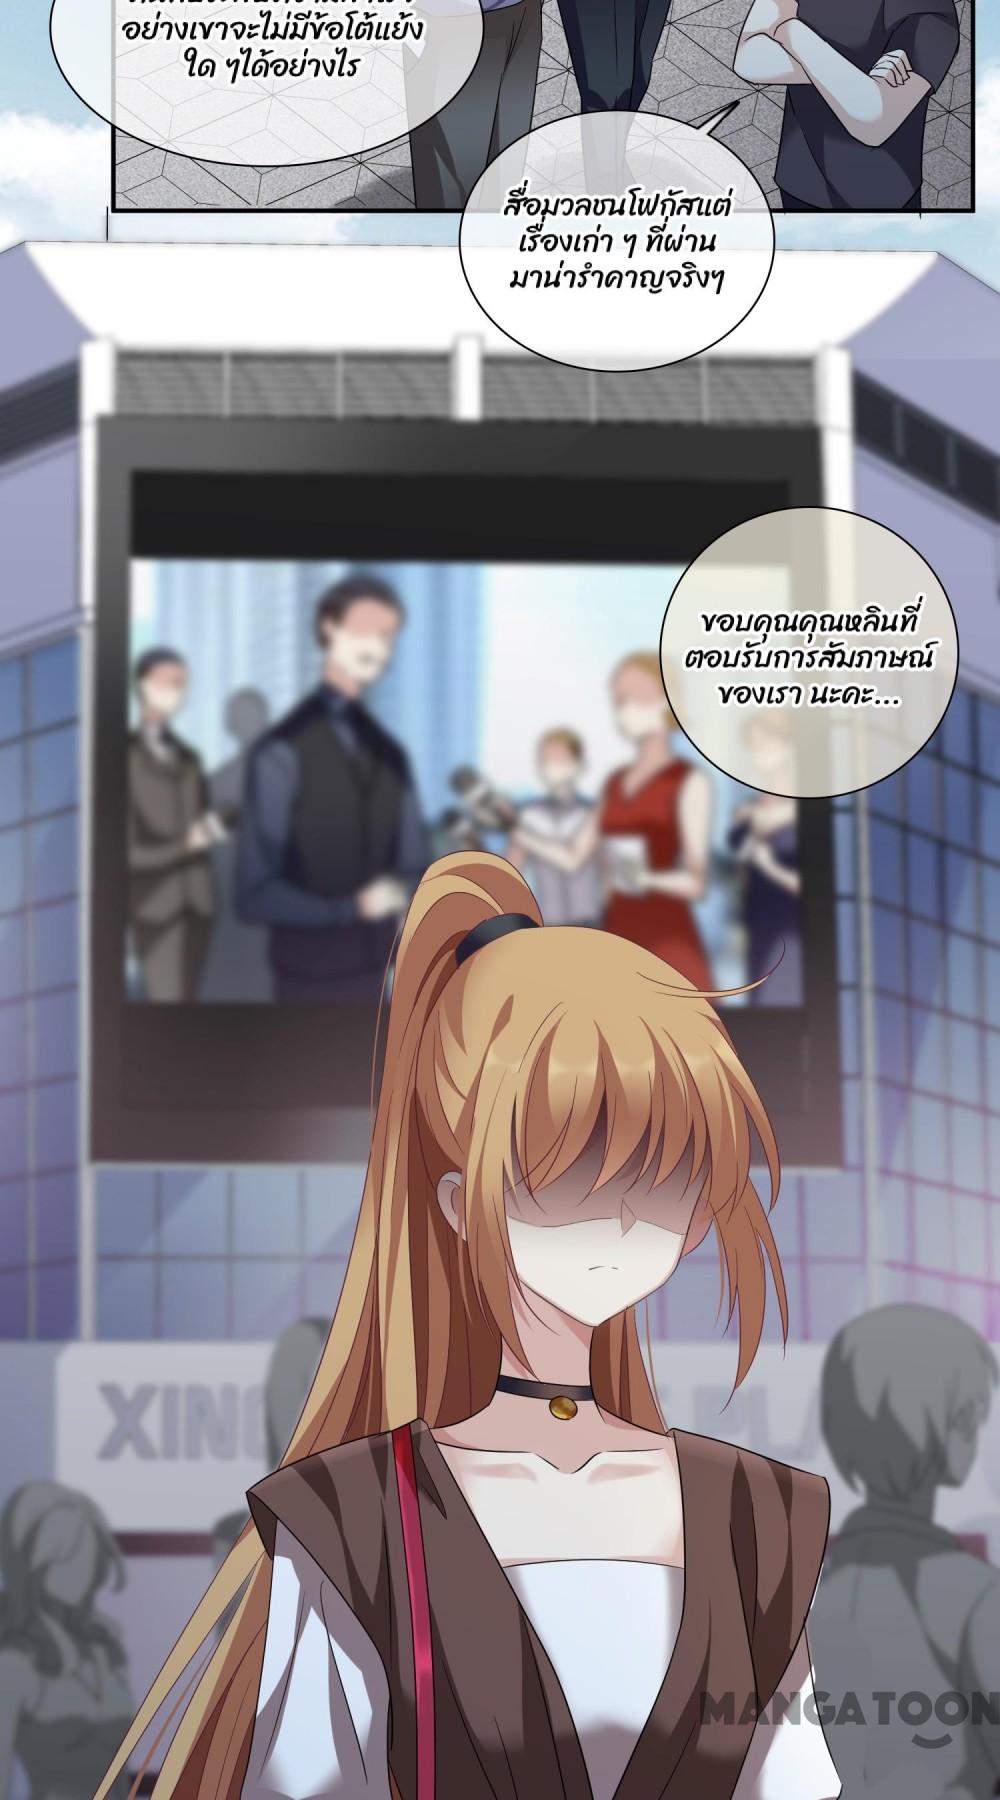 อย่างเขาจะไม่มีข้อโต้แย้ง
ใด ๆได้อย่างไร
สื่อมวลชนโฟกัสแต่
เรื่องเก่า ๆ ที่ผ่าน
มาน่ารำคาญจริงๆ
ขอบคุณคุณหลินที่
ตอบรับการสัมภาษณ์
ของเรา นะคะ...
XING
PLA
MANGATOON